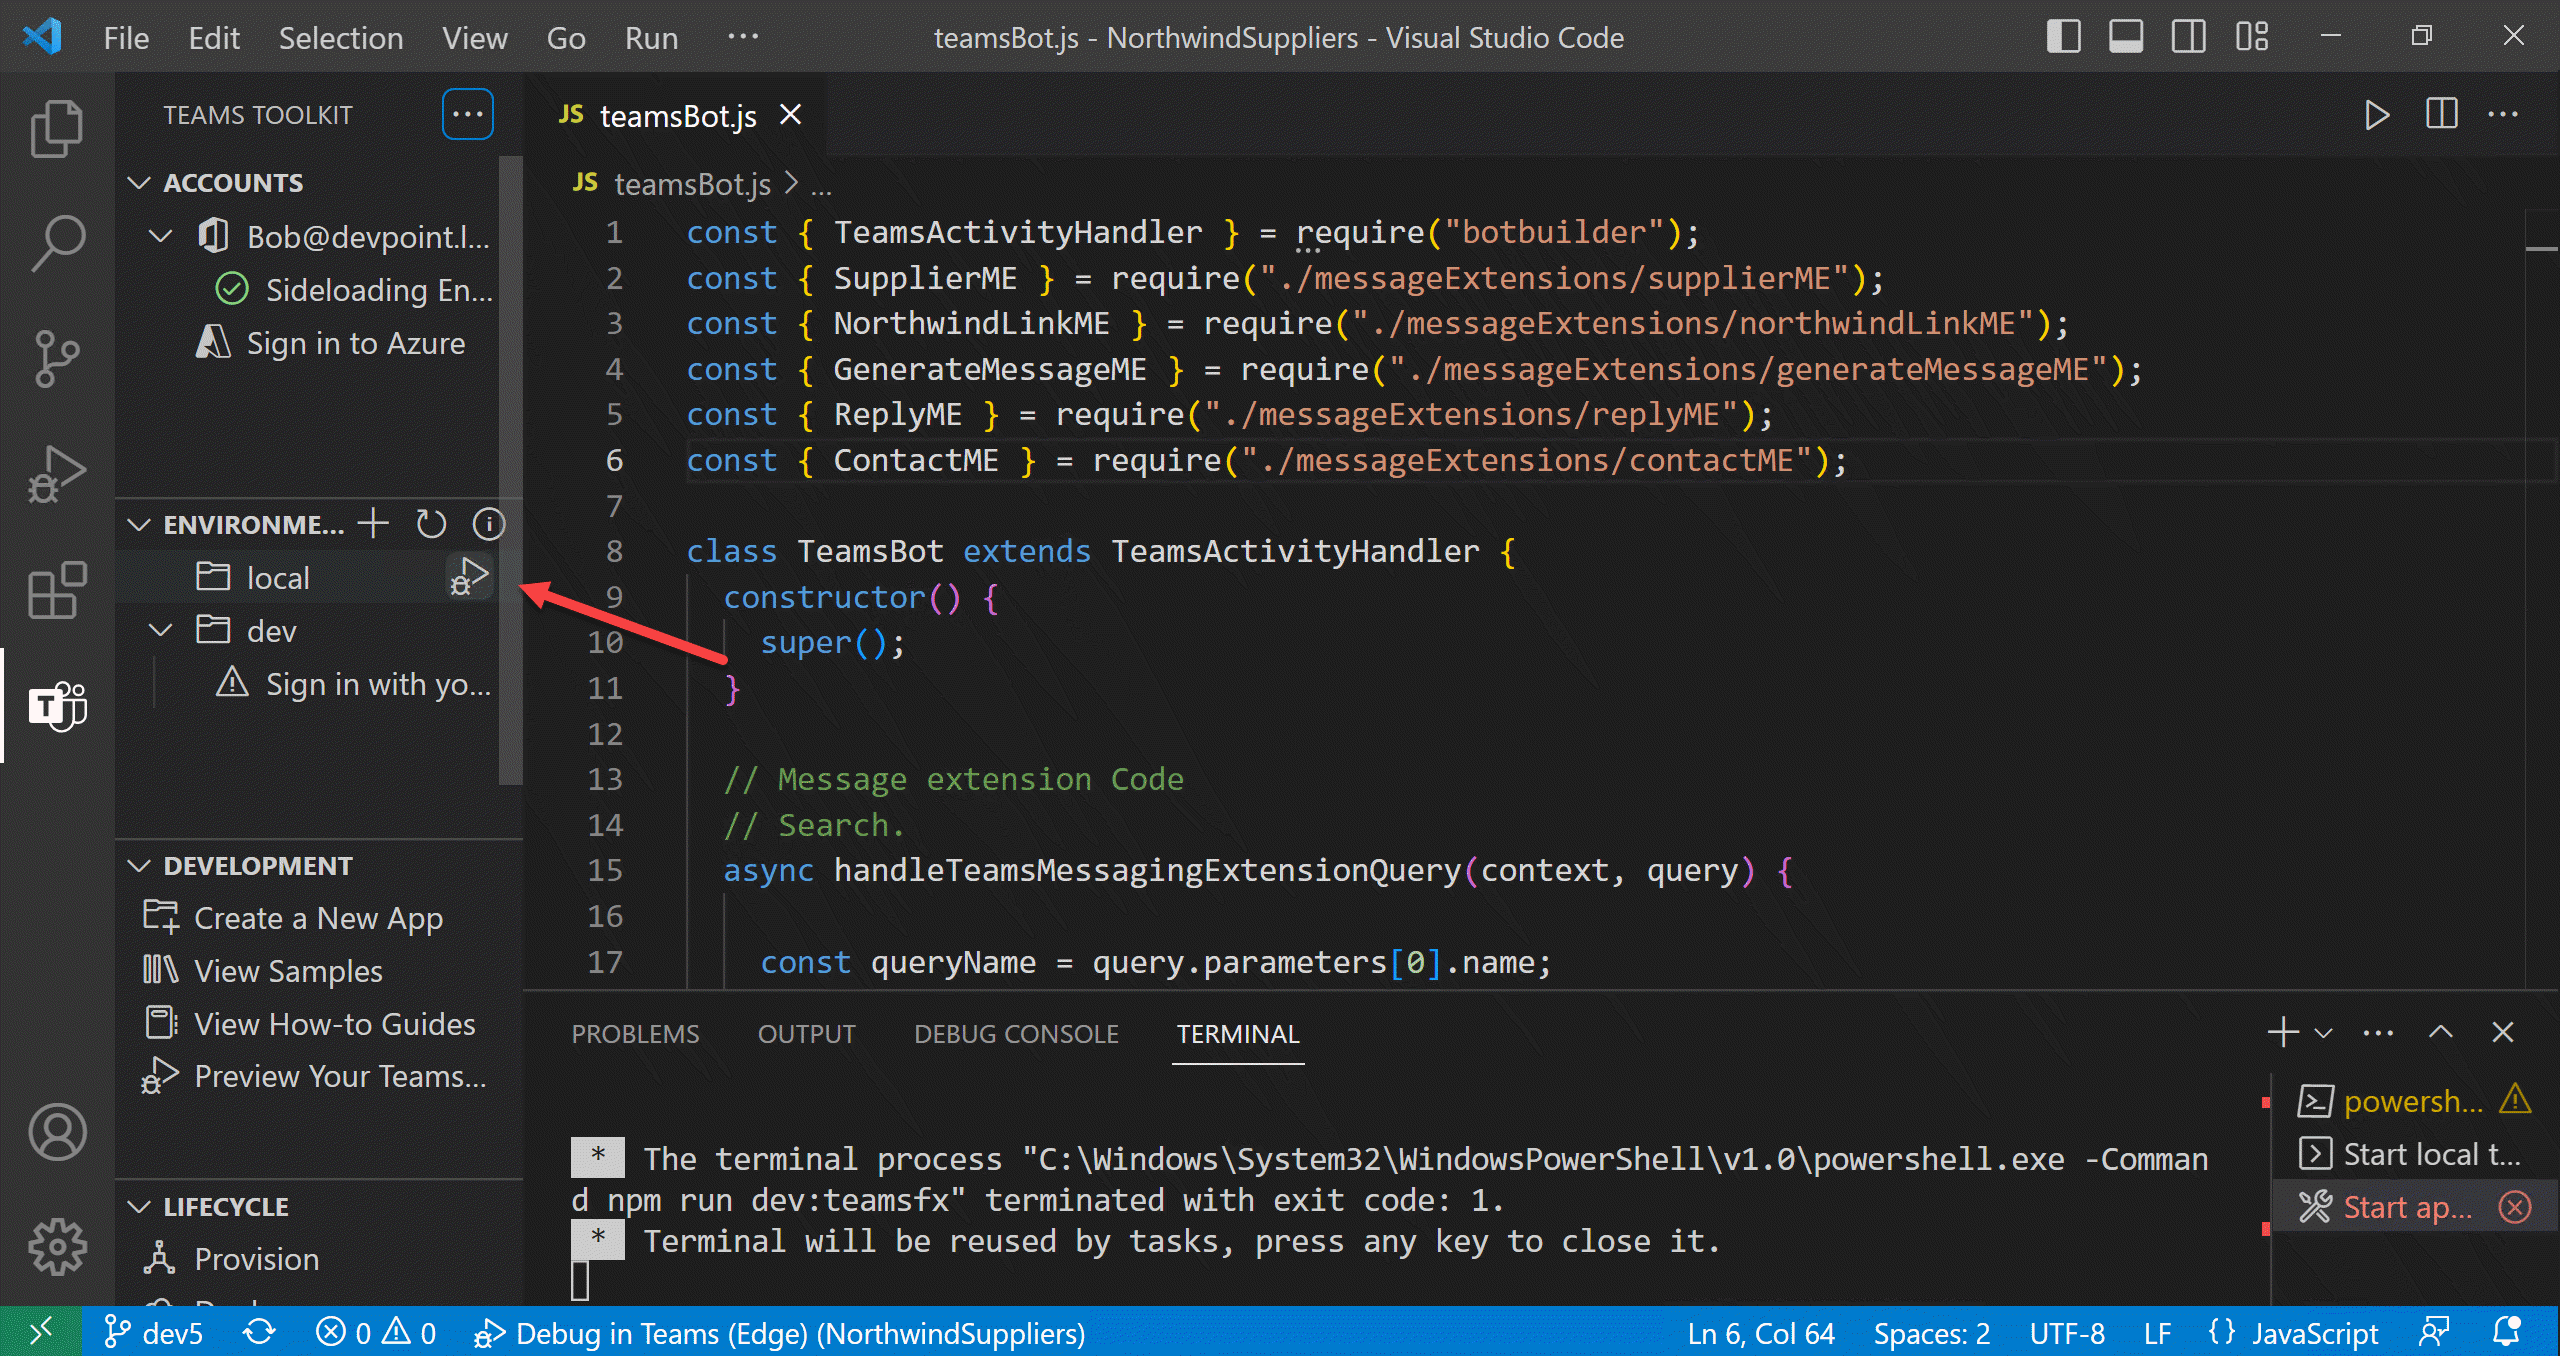 File Edit Selection View Go Run ···
teamsBot.js - NorthwindSuppliers - Visual Studio Code
TEAMS TOOLKIT ···
ACCOUNTS
Bob@devpoint.l...
Sideloading En...
Sign in to Azure
ENVIRONME...
local
dev
Sign in with yo...
DEVELOPMENT
Create a New App
View Samples
View How-to Guides
Preview Your Teams...
LIFECYCLE
Provision
JS teamsBot.js
JS teamsBot.js > ...
1 const { TeamsActivityHandler } = require("botbuilder");
2 const { SupplierME } = require("./messageExtensions/supplierME");
3 const { NorthwindLinkME } = require("./messageExtensions/northwindLinkME");
4 const { GenerateMessageME } = require("./messageExtensions/generateMessageME");
5 const { ReplyME } = require("./messageExtensions/replyME");
6 const { ContactME } = require("./messageExtensions/contactME");
7
8 class TeamsBot extends TeamsActivityHandler {
9 constructor() {
10 super();
11 }
12
13 // Message extension Code
14 // Search.
15 async handleTeamsMessagingExtensionQuery(context, query) {
16
17 const queryName = query.parameters[0].name;
PROBLEMS OUTPUT DEBUG CONSOLE TERMINAL
* The terminal process "C:\Windows\System32\WindowsPowerShell\v1.0\powershell.exe -Comman
d npm run dev:teamsfx" terminated with exit code: 1.
* Terminal will be reused by tasks, press any key to close it.
powersh...
Start local t...
Start ap...
dev5 0 0 Debug in Teams (Edge) (NorthwindSuppliers) Ln 6, Col 64 Spaces: 2 UTF-8 LF {} JavaScript